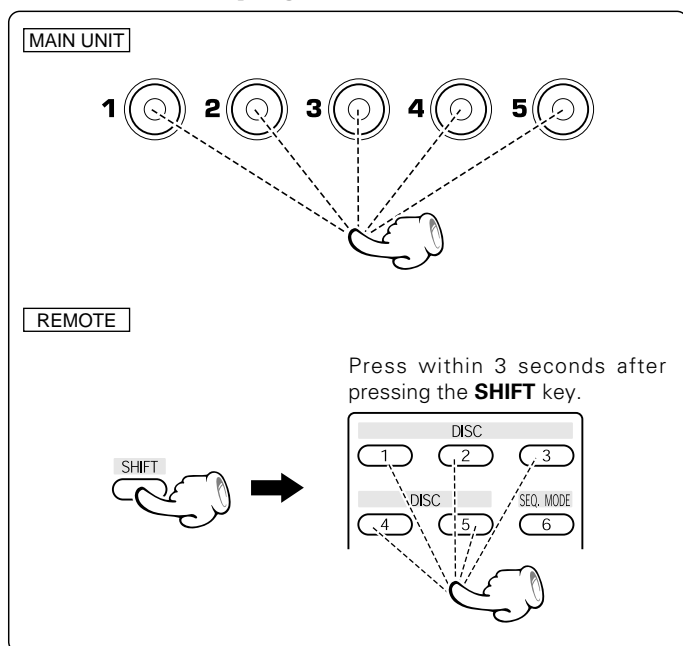 MAIN UNIT
1 2 3 4 5
REMOTE
Press within 3 seconds after
pressing the SHIFT key.
DISC
1 2 3
SHIFT
DISC SEQ. MODE
4 5 6